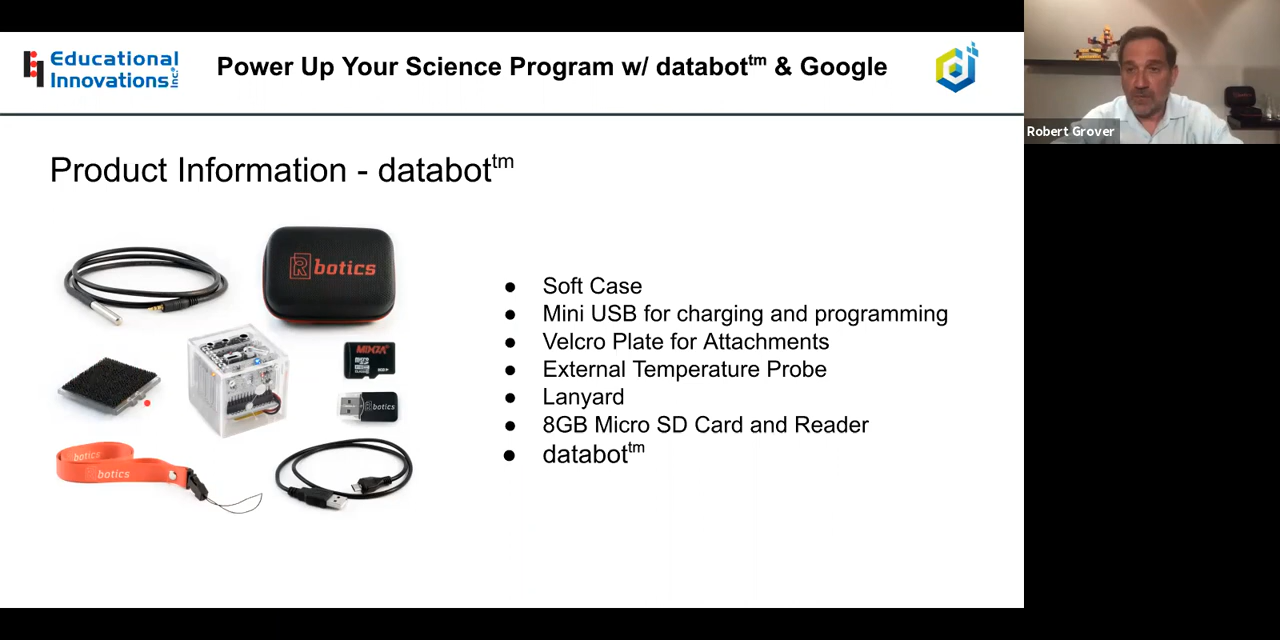 Educational
Innovations Inc.
Power Up Your Science Program w/ databot™ & Google
Robert Grover
Product Information - databot™
R botics
● Soft Case
● Mini USB for charging and programming
● Velcro Plate for Attachments
● External Temperature Probe
● Lanyard
● 8GB Micro SD Card and Reader
● databot™
MIXZA
micro
R botics
botics